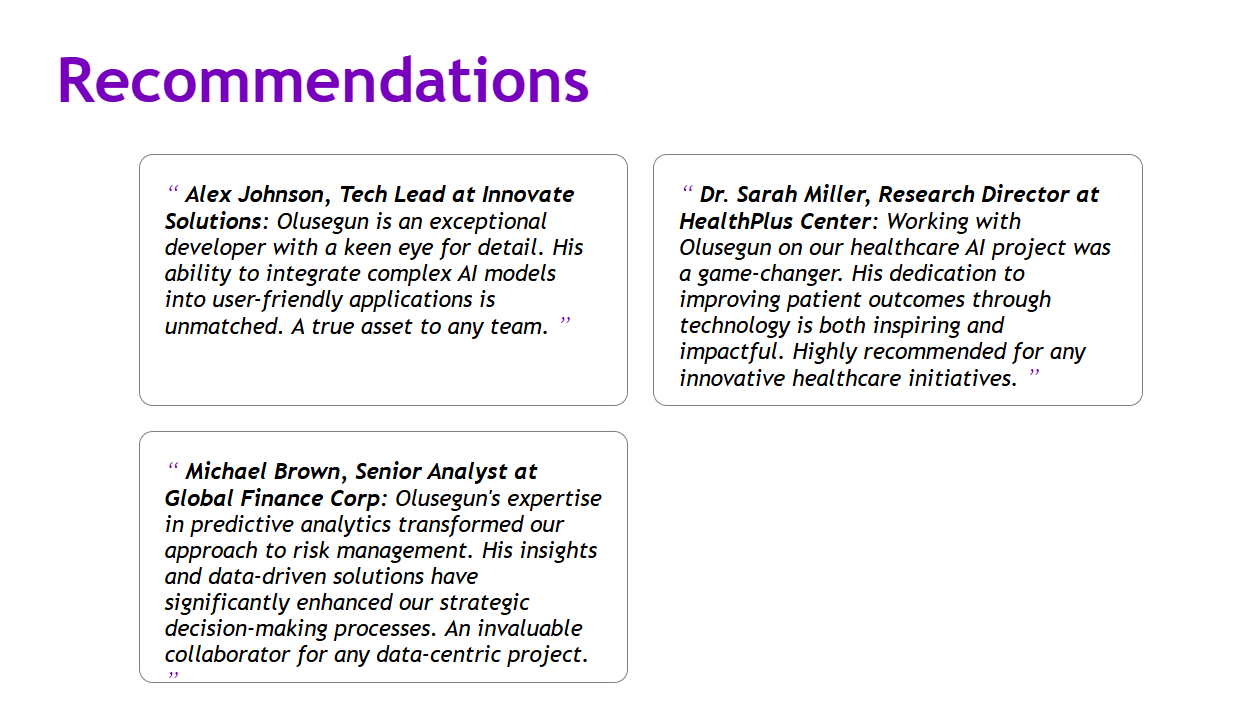 Recommendations
“ Alex Johnson, Tech Lead at Innovate
Solutions: Olusegun is an exceptional
developer with a keen eye for detail. His
ability to integrate complex AI models
into user-friendly applications is
unmatched. A true asset to any team. ”
“ Dr. Sarah Miller, Research Director at
HealthPlus Center: Working with
Olusegun on our healthcare AI project was
a game-changer. His dedication to
improving patient outcomes through
technology is both inspiring and
impactful. Highly recommended for any
innovative healthcare initiatives. ”
“ Michael Brown, Senior Analyst at
Global Finance Corp: Olusegun's expertise
in predictive analytics transformed our
approach to risk management. His insights
and data-driven solutions have
significantly enhanced our strategic
decision-making processes. An invaluable
collaborator for any data-centric project.
”